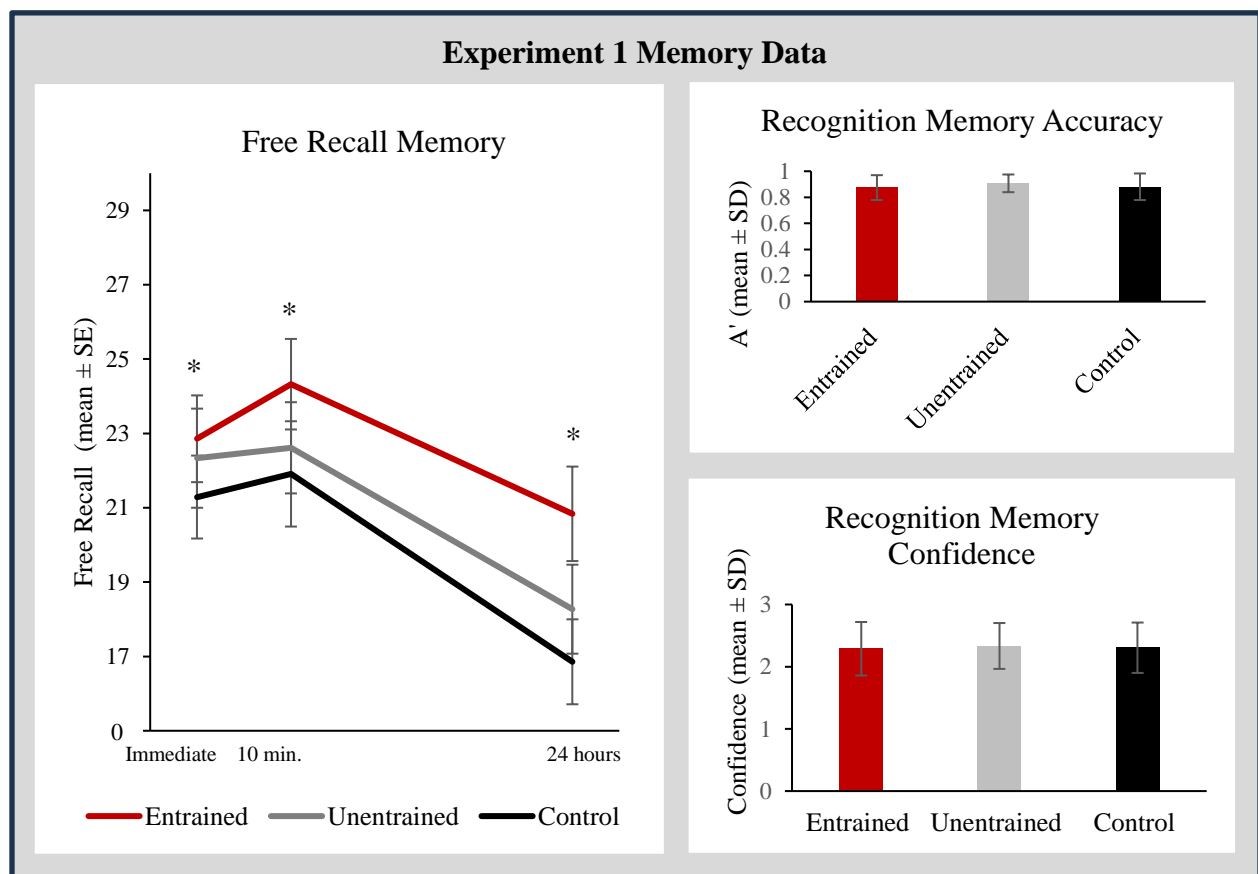 Experiment 1 Memory Data
Free Recall Memory
Free Recall  (mean ± SE)
29
27
25
23
21
19
17
0
*
*
*
Immediate
10 min.
24 hours
Entrained
Unentrained
Control
Recognition Memory Accuracy
A' (mean ± SD)
1
0.8
0.6
0.4
0.2
0
Entrained
Unentrained
Control
Recognition Memory
Confidence
Confidence (mean ± SD)
3
2
1
0
Entrained
Unentrained
Control